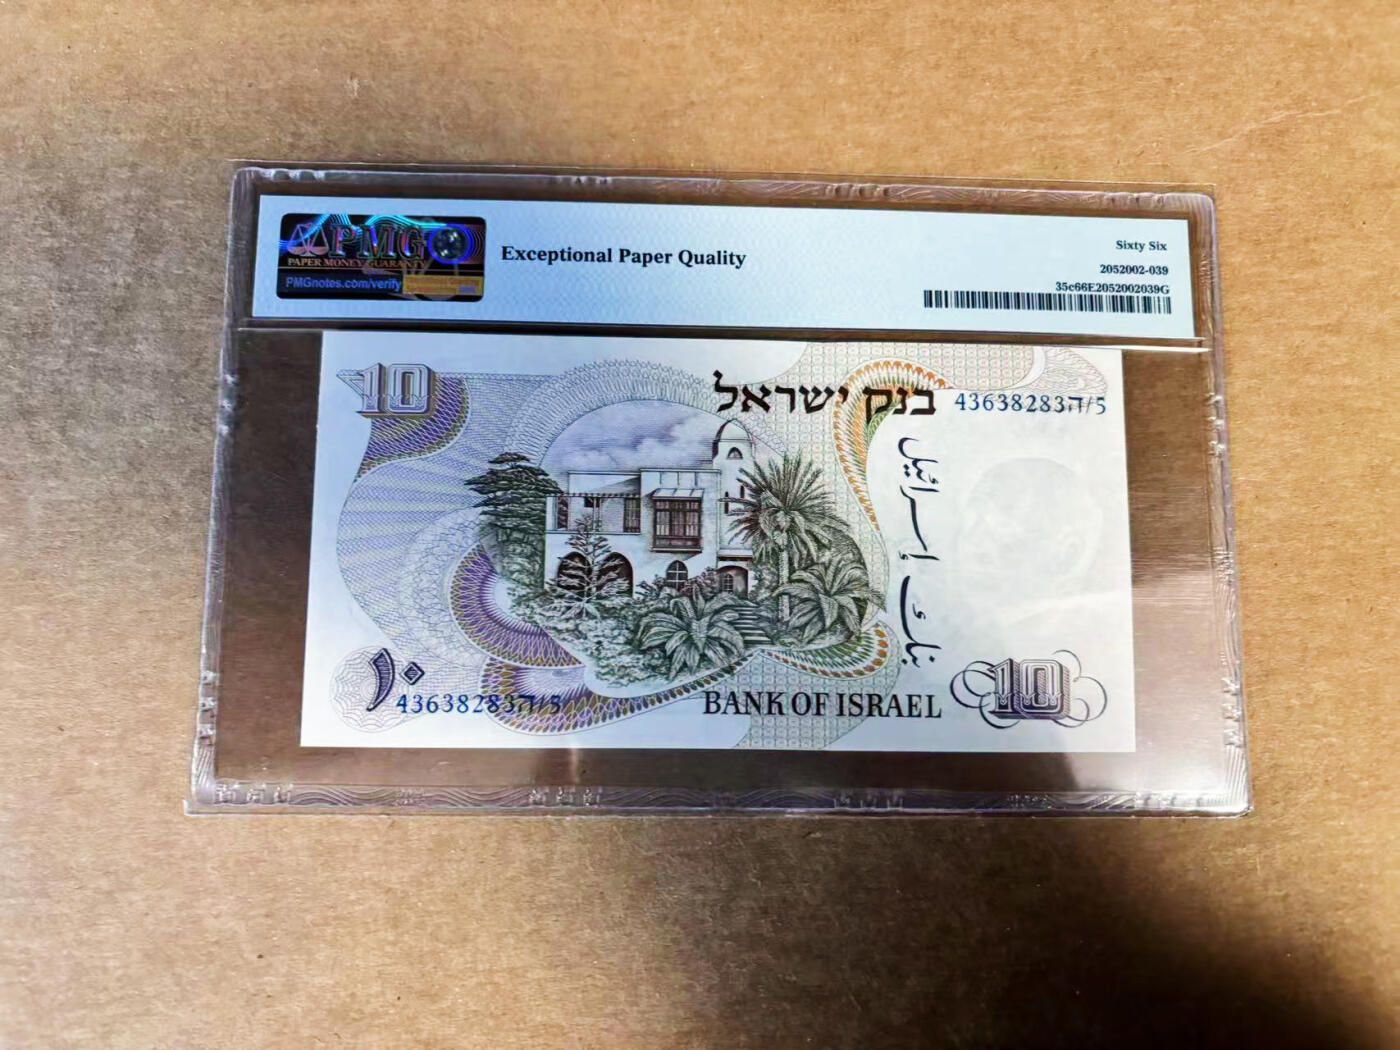 PMG
PAPER MONEY GUARANTY
PMGnotes.com/verify
Exceptional Paper Quality
Sixty Six
2052002-039
35c66E2052002039G
10
בנק ישראל
43638283ה/5
بنك إسرائيل
١٠
43638283ה/5
BANK OF ISRAEL
10